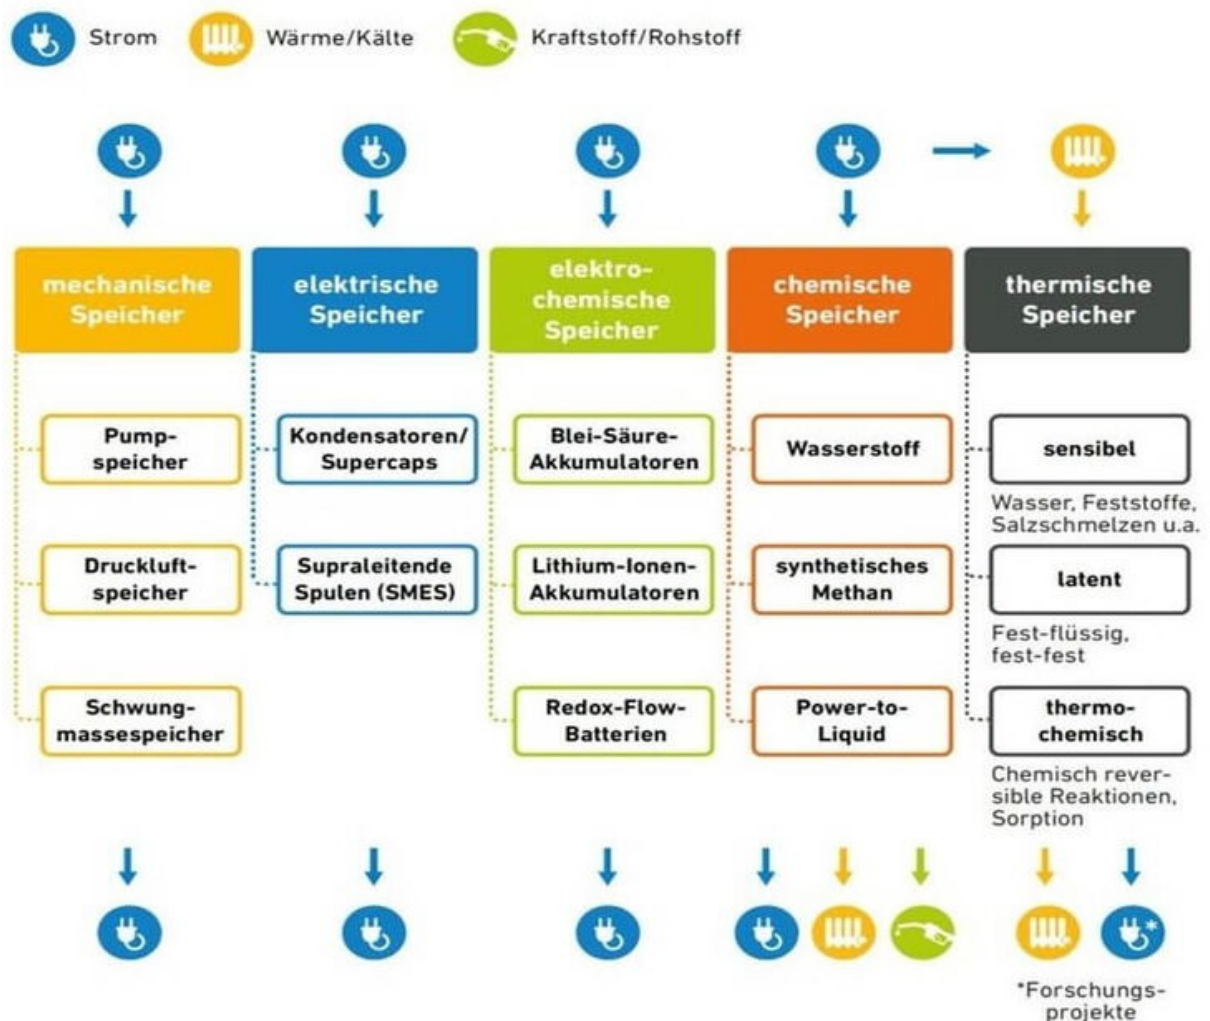 Strom
Wärme/Kälte
Kraftstoff/Rohstoff
mechanische
Speicher
elektrische
Speicher
elektro-
chemische
Speicher
chemische
Speicher
thermische
Speicher
Pump-
speicher
Kondensatoren/
Supercaps
Blei-Säure-
Akkumulatoren
Wasserstoff
sensibel
Wasser, Feststoffe,
Salzschmelzen u.a.
Druckluft-
speicher
Supraleitende
Spulen (SMES)
Lithium-Ionen-
Akkumulatoren
synthetisches
Methan
latent
Fest-flüssig,
fest-fest
Schwung-
massespeicher
Redox-Flow-
Batterien
Power-to-
Liquid
thermo-
chemisch
Chemisch rever-
sible Reaktionen,
Sorption
*
*Forschungs-
projekte